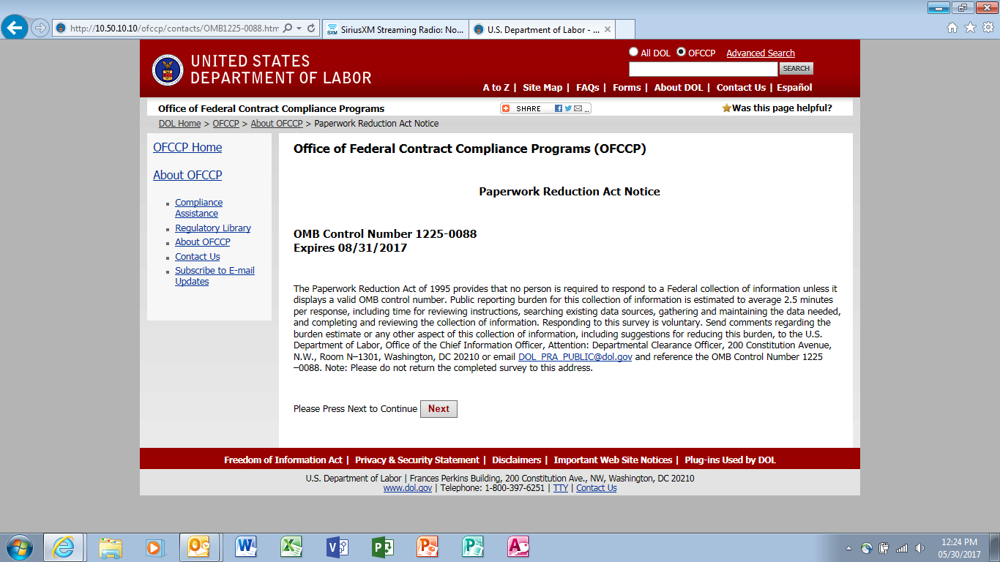 http://10.50.10.10/ofccp/contacts/OMB1225-0088.htm
SXM SiriusXM Streaming Radio: No...
U.S. Department of Labor - ...
UNITED STATES
DEPARTMENT OF LABOR
All DOL OFCCP Advanced Search
SEARCH
A to Z | Site Map | FAQs | Forms | About DOL | Contact Us | Español
Office of Federal Contract Compliance Programs
SHARE ...
Was this page helpful?
DOL Home > OFCCP > About OFCCP > Paperwork Reduction Act Notice
OFCCP Home
About OFCCP
Compliance
Assistance
Regulatory Library
About OFCCP
Contact Us
Subscribe to E-mail
Updates
Office of Federal Contract Compliance Programs (OFCCP)
Paperwork Reduction Act Notice
OMB Control Number 1225-0088
Expires 08/31/2017
The Paperwork Reduction Act of 1995 provides that no person is required to respond to a Federal collection of information unless it
displays a valid OMB control number. Public reporting burden for this collection of information is estimated to average 2.5 minutes
per response, including time for reviewing instructions, searching existing data sources, gathering and maintaining the data needed,
and completing and reviewing the collection of information. Responding to this survey is voluntary. Send comments regarding the
burden estimate or any other aspect of this collection of information, including suggestions for reducing this burden, to the U.S.
Department of Labor, Office of the Chief Information Officer, Attention: Departmental Clearance Officer, 200 Constitution Avenue,
N.W., Room N–1301, Washington, DC 20210 or email DOL_PRA_PUBLIC@dol.gov and reference the OMB Control Number 1225
–0088. Note: Please do not return the completed survey to this address.
Please Press Next to Continue Next
Freedom of Information Act | Privacy & Security Statement | Disclaimers | Important Web Site Notices | Plug-ins Used by DOL
U.S. Department of Labor | Frances Perkins Building, 200 Constitution Ave., NW, Washington, DC 20210
www.dol.gov | Telephone: 1-800-397-6251 | TTY | Contact Us
12:24 PM
05/30/2017